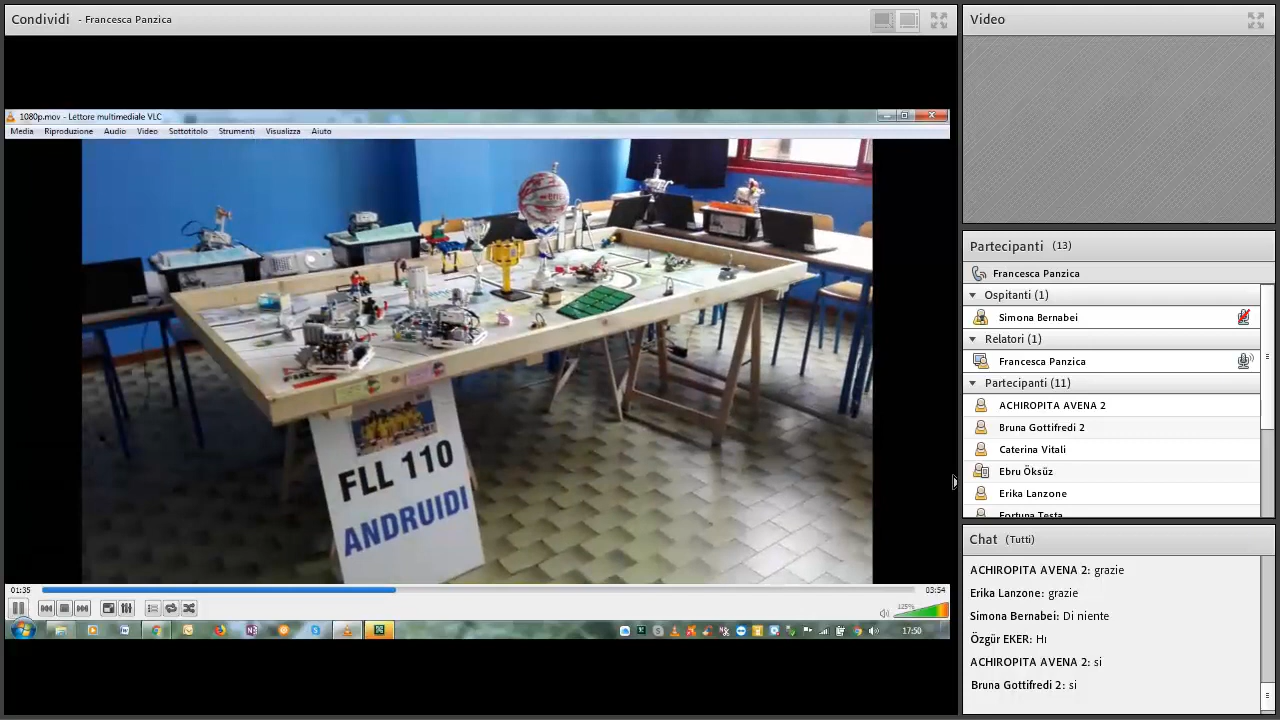 Condividi - Francesca Panzica
1080p.mov - Lettore multimediale VLC
Media Riproduzione Audio Video Sottotitolo Strumenti Visualizza Aiuto
FLL 110
ANDRUIDI
01:35
03:54
125%
17:50
Video
Partecipanti (13)
Francesca Panzica
Ospitanti (1)
Simona Bernabei
Relatori (1)
Francesca Panzica
Partecipanti (11)
ACHIROPITA AVENA 2
Bruna Gottifredi 2
Caterina Vitali
Ebru Öksüz
Erika Lanzone
Fortuna Testa
Chat (Tutti)
ACHIROPITA AVENA 2: grazie
Erika Lanzone: grazie
Simona Bernabei: Di niente
Özgür EKER: Hı
ACHIROPITA AVENA 2: si
Bruna Gottifredi 2: si